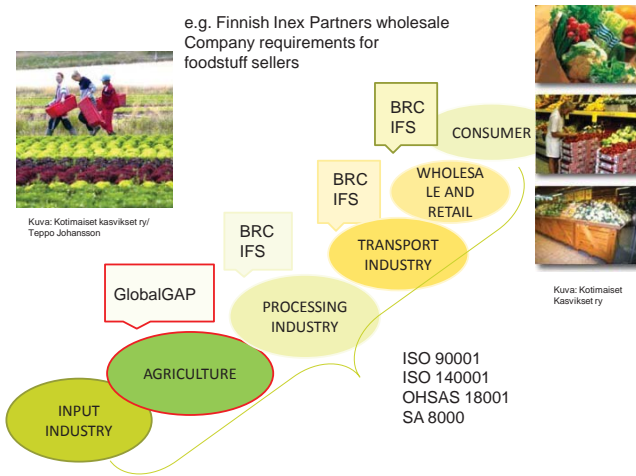 e.g. Finnish Inex Partners wholesale
Company requirements for
foodstuff sellers
Kuva: Kotimaiset kasvikset ry/
Teppo Johansson
BRC
IFS
CONSUMER
BRC
IFS
WHOLESA
LE AND
RETAIL
BRC
IFS
TRANSPORT
INDUSTRY
GlobalGAP
PROCESSING
INDUSTRY
Kuva: Kotimaiset
Kasvikset ry
AGRICULTURE
INPUT
INDUSTRY
ISO 90001
ISO 140001
OHSAS 18001
SA 8000